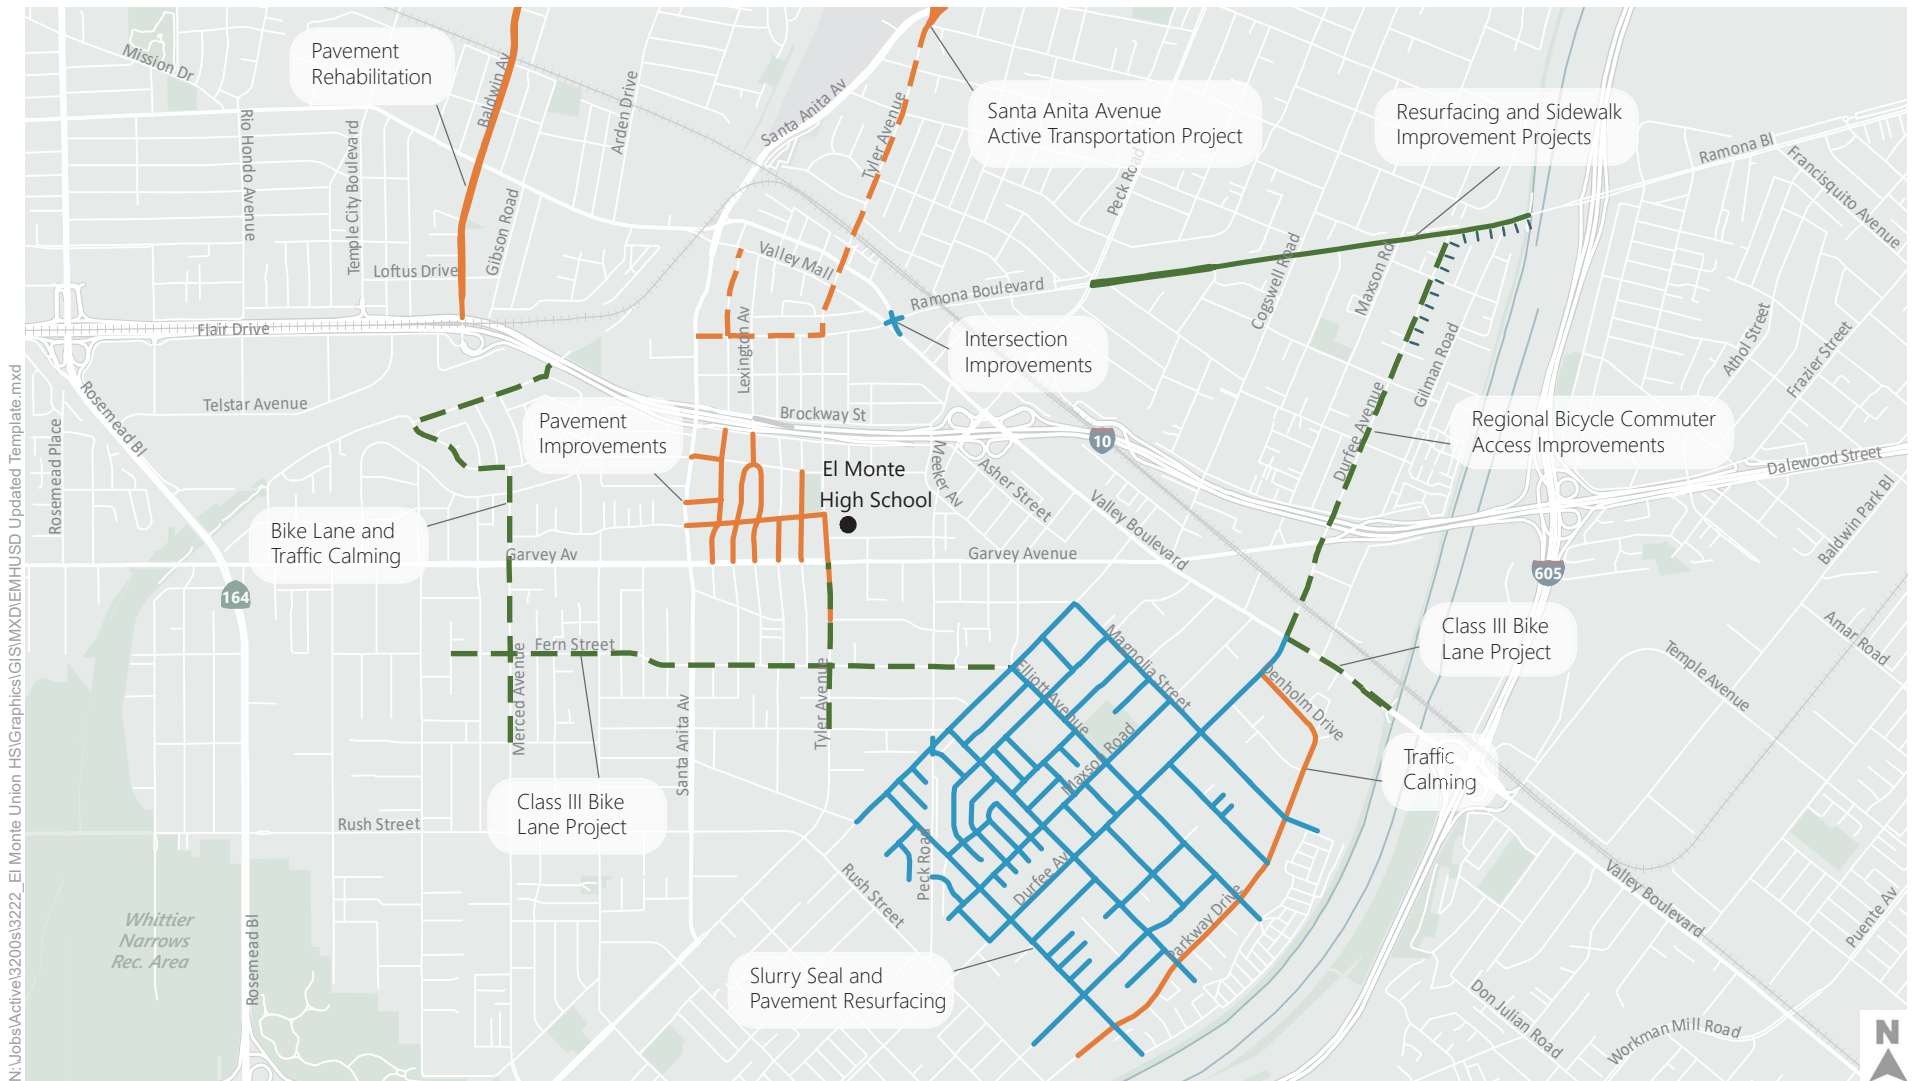 Pavement
Rehabilitation
Santa Anita Avenue
Active Transportation Project
Resurfacing and Sidewalk
Improvement Projects
Mission Dr
Baldwin Av
Arden Drive
Santa Anita Av
Tyler Avenue
Ramona Bl
Francisquito Avenue
Rio Hondo Avenue
Temple City Boulevard
Gibson Road
Peck Road
Loftus Drive
Valley Mall
Cogswell Road
Maxson Rd
Ramona Boulevard
Flair Drive
Lexington Av
Intersection
Improvements
Gilman Road
Athol Street
Frazier Street
Telstar Avenue
Rosemead Bl
Rosemead Place
Pavement
Improvements
Brockway St
10
Durfee Avenue
Regional Bicycle Commuter
Access Improvements
Dalewood Street
El Monte
High School
Meeker Av
Asher Street
Valley Boulevard
Baldwin Park Bl
Bike Lane and
Traffic Calming
Garvey Av
Garvey Avenue
605
164
Class III Bike
Lane Project
Fern Street
Merced Avenue
Santa Anita Av
Tyler Avenue
Magnolia Street
Elliott Avenue
Maxson Road
Denholm Drive
Temple Avenue
Amar Road
Traffic
Calming
Class III Bike
Lane Project
Rush Street
Peck Road
Rush Street
Durfee Av
Parkway Drive
Valley Boulevard
Puente Av
Whittier
Narrows
Rec. Area
Rosemead Bl
Slurry Seal and
Pavement Resurfacing
Don Julian Road
Workman Mill Road
N
N:\Jobs\Active\3200s\3222_El Monte Union HS\Graphics\GIS\MXD\EMHUSD Updated Template.mxd